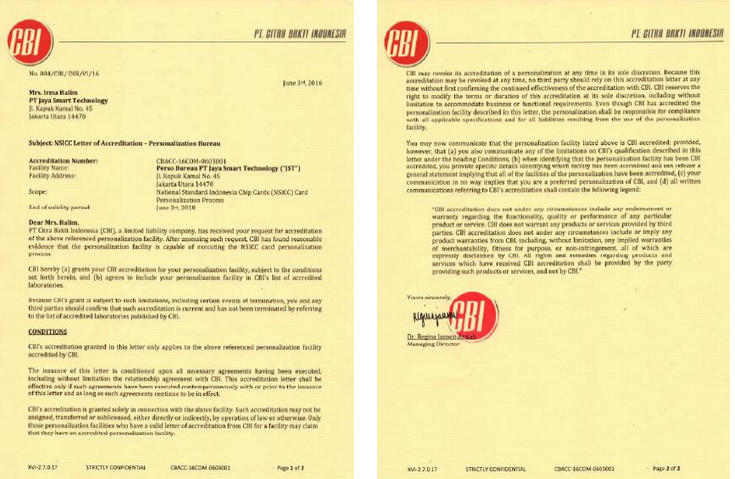 CBI
PT. CITRA BAKTI INDONESIA
No. 004/CBI/ DIR/VI/16
June 3rd, 2016
Mrs. Irma Halim
PT Jaya Smart Technology
Jl. Kapuk Kamal No. 45
Jakarta Utara 14470
Subject: NSICC Letter of Accreditation – Personalization Bureau
Accreditation Number: CBACC-16COM-0603001
Facility Name: Perso Bureau PT Jaya Smart Technology ("JST")
Facility Address: Jl. Kapuk Kamal No. 45
Jakarta Utara 14470
Scope: National Standard Indonesia Chip Cards (NSICC) Card
Personalization Process
End of validity period: June 3rd, 2018
Dear Mrs. Halim,
PT Citra Bakti Indonesia (CBI), a limited liability company, has received your request for accreditation
of the above referenced personalization facility. After assessing such request, CBI has found reasonable
evidence that the personalization facility is capable of executing the NSICC card personalization
process.
CBI hereby (a) grants your CBI accreditation for your personalization facility, subject to the conditions
set forth herein, and (b) agrees to include your personalization facility in CBI's list of accredited
laboratories.
Because CBI's grant is subject to such limitations, including certain events of termination, you and any
third parties should confirm that such accreditation is current and has not been terminated by referring
to the list of accredited laboratories published by CBI.
CONDITIONS
CBI's accreditation granted in this letter only applies to the above referenced personalization facility
accredited by CBI.
The issuance of this letter is conditioned upon all necessary agreements having been executed,
including without limitation the relationship agreement with CBI. This accreditation letter shall be
effective only if such agreements have been executed contemporaneously with or prior to the issuance
of this letter and as long as such agreements continue to be in effect.
CBI's accreditation is granted solely in connection with the above facility. Such accreditation may not be
assigned, transferred or sublicensed, either directly or indirectly, by operation of law or otherwise. Only
those personalization facilities who have a valid letter of accreditation from CBI for a facility may claim
that they have an accredited personalization facility.
XVI-2.7.0.17 STRICTLY CONFIDENTIAL CBACC-16COM-0603001 Page 1 of 2
CBI
PT. CITRA BAKTI INDONESIA
CBI may revoke its accreditation of a personalization at any time in its sole discretion. Because this
accreditation may be revoked at any time, no third party should rely on this accreditation letter at any
time without first confirming the continued effectiveness of the accreditation with CBI. CBI reserves the
right to modify the terms or duration of this accreditation at its sole discretion, including without
limitation to accommodate business or functional requirements. Even though CBI has accredited the
personalization facility described in this letter, the personalization shall be responsible for compliance
with all applicable specifications and for all liabilities resulting from the use of the personalization
facility.
You may now communicate that the personalization facility listed above is CBI accredited; provided,
however, that (a) you also communicate any of the limitations on CBI's qualification described in this
letter under the heading Conditions, (b) when identifying that the personalization facility has been CBI
accredited, you provide specific details identifying which facility has been accredited and not release a
general statement implying that all of the facilities of the personalization have been accredited, (c) your
communication in no way implies that you are a preferred personalization of CBI, and (d) all written
communications referring to CBI's accreditation shall contain the following legend:
"CBI accreditation does not under any circumstances include any endorsement or
warranty regarding the functionality, quality or performance of any particular
product or service. CBI does not warrant any products or services provided by third
parties. CBI accreditation does not under any circumstances include or imply any
product warranties from CBI, including, without limitation, any implied warranties
of merchantability, fitness for purpose, or non-infringement, all of which are
expressly disclaimed by CBI. All rights and remedies regarding products and
services which have received CBI accreditation shall be provided by the party
providing such products or services, and not by CBI."
Yours sincerely,
CBI
Dr. Regina Jansen
Managing Director
XVI-2.7.0.17 STRICTLY CONFIDENTIAL CBACC-16COM-0603001 Page 2 of 2